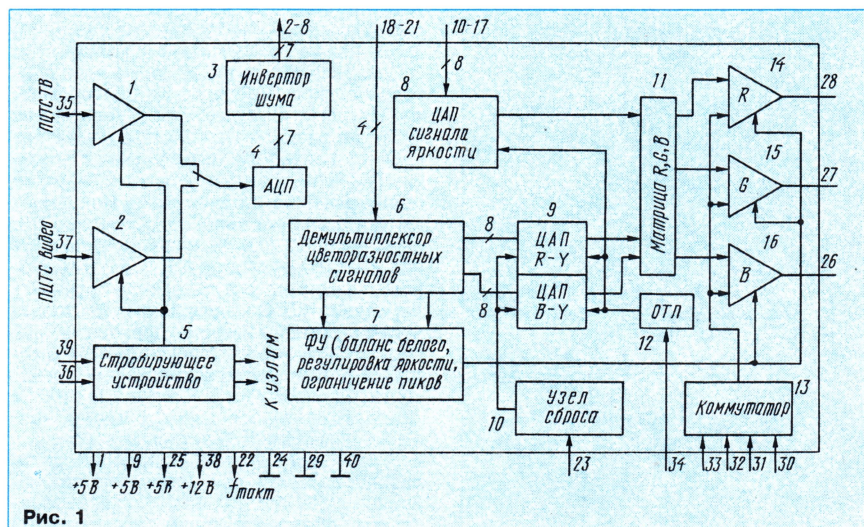 2-8
18-21
10-17
7
8
3
Инвертор
шума
8
ЦАП
сигнала
яркости
11
Матрица R,G,B
14
R
28
ПЦТС ТВ
35
1
7
4
АЦП
4
15
G
27
ПЦТС видео
37
2
6
Демультиплексор
цветоразностных
сигналов
8
8
9
ЦАП
R-Y
ЦАП
B-Y
16
B
26
5
39
36
Стробирующее
устройство
К узлам
7
ФУ (баланс белого,
регулировка яркости,
ограничение пиков
ОТЛ
12
10
Узел
сброса
13
Коммутатор
1
9
25
38
22
24
29
40
23
34
33
32
31
30
+5В
+5В
+5В
+12В
fтакт
Рис. 1